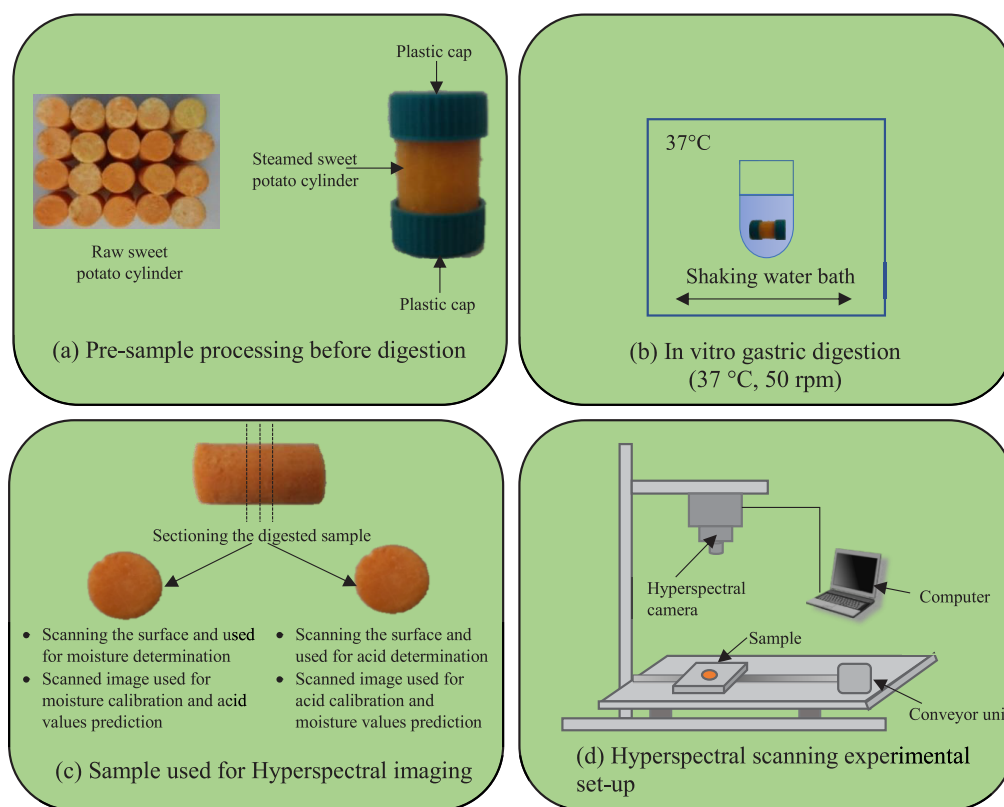 Plastic cap
Steamed sweet
potato cylinder
Raw sweet
potato cylinder
Plastic cap
(a) Pre-sample processing before digestion
37°C
Shaking water bath
(b) In vitro gastric digestion
(37 °C, 50 rpm)
Sectioning the digested sample
• Scanning the surface and used
for moisture determination
• Scanned image used for
moisture calibration and acid
values prediction
• Scanning the surface and
used for acid determination
• Scanned image used for
acid calibration and
moisture values prediction
(c) Sample used for Hyperspectral imaging
Hyperspectral
camera
Computer
Sample
Conveyor uni
(d) Hyperspectral scanning experimental
set-up